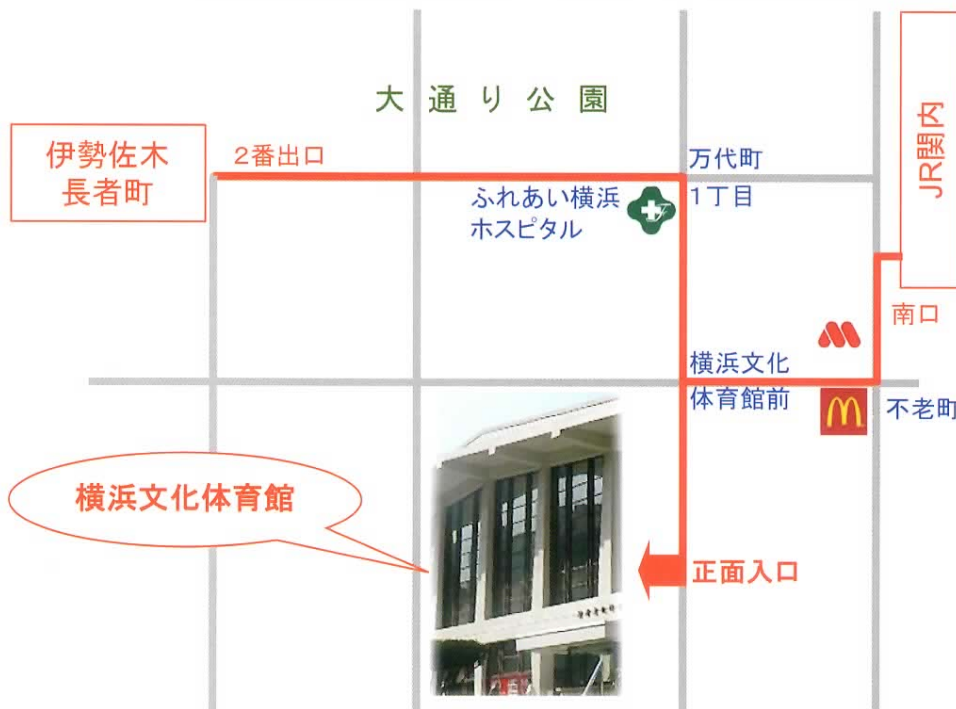 大通り公園
伊勢佐木
長者町
2番出口
万代町
1丁目
ふれあい横浜
ホスピタル
JR関内
南口
横浜文化
体育館前
不老町
横浜文化体育館
正面入口